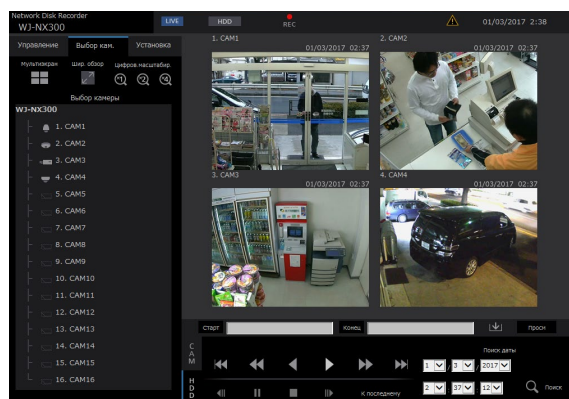 Network Disk Recorder
WJ-NX300
LIVE
HDD
REC
01/03/2017 2:38
Управление
Выбор кам.
Установка
Мультиэкран
Шир. обзор
Цифров.масштабир.
Выбор камеры
WJ-NX300
1. CAM1
2. CAM2
3. CAM3
4. CAM4
5. CAM5
6. CAM6
7. CAM7
8. CAM8
9. CAM9
10. CAM10
11. CAM11
12. CAM12
13. CAM13
14. CAM14
15. CAM15
16. CAM16
1. CAM1
01/03/2017 02:37
2. CAM2
01/03/2017 02:37
3. CAM3
01/03/2017 02:37
4. CAM4
01/03/2017 02:37
Старт
Конец
Просм
CAM
HDD
К последнему
Поиск даты
1 / 3 / 2017
2 : 37 : 12
Поиск